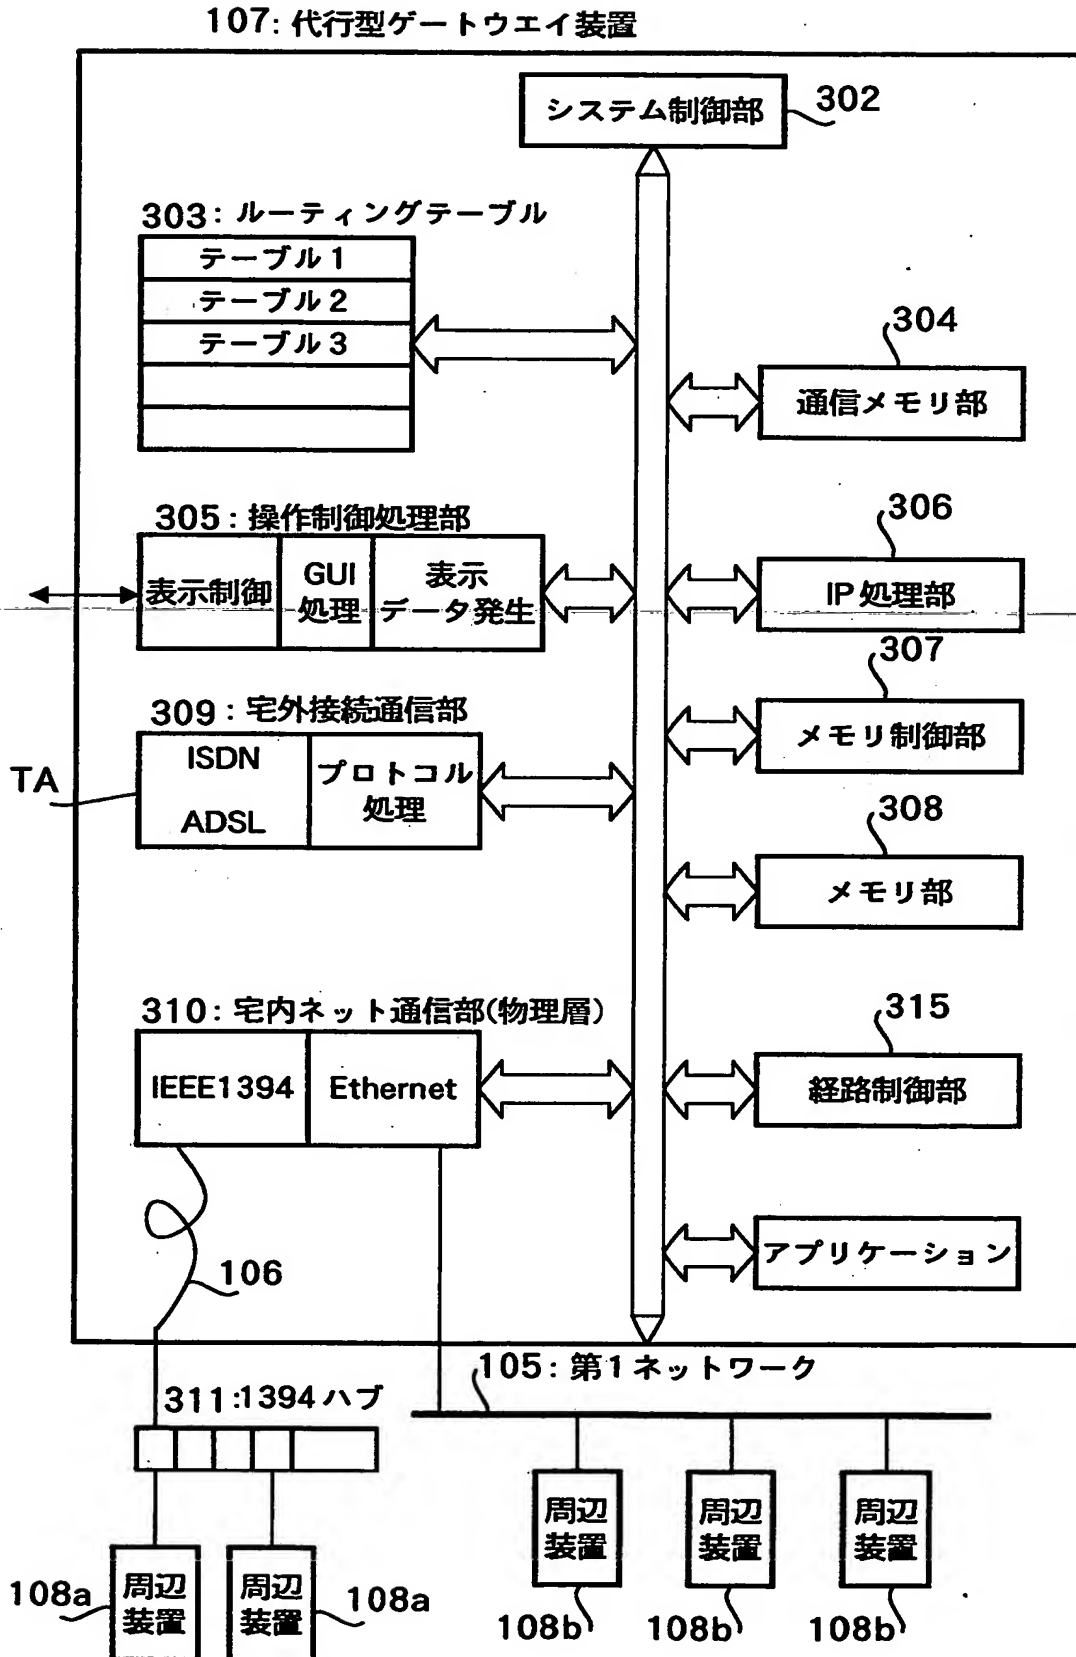 107: 代行型ゲートウエイ装置
システム制御部
302
303: ルーティングテーブル
テーブル1
テーブル2
テーブル3
304
通信メモリ部
305: 操作制御処理部
表示制御
GUI
処理
表示
データ発生
306
IP処理部
307
メモリ制御部
309: 宅外接続通信部
TA
ISDN
ADSL
プロトコル
処理
308
メモリ部
310: 宅内ネット通信部(物理層)
IEEE1394
Ethernet
315
経路制御部
106
アプリケーション
105: 第1ネットワーク
311:1394ハブ
周辺
装置
周辺
装置
周辺
装置
108b
108b
108b
108a
周辺
装置
周辺
装置
108a